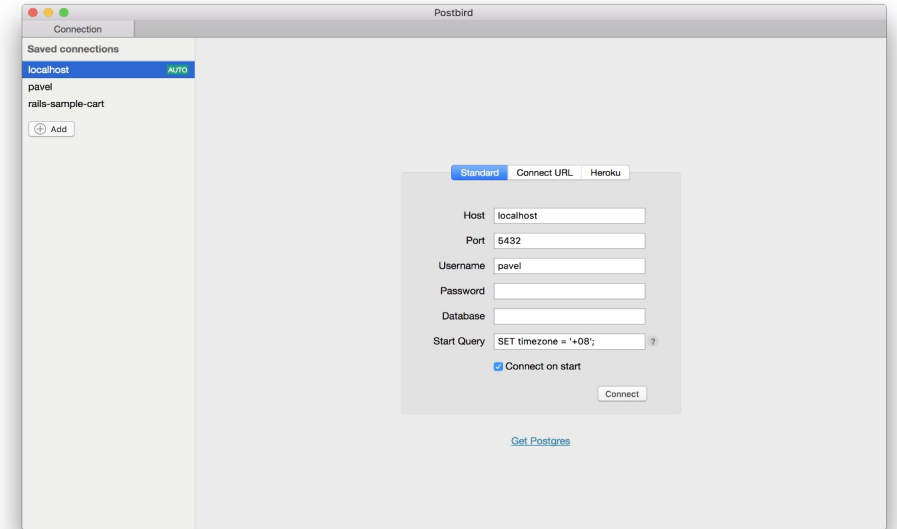 Postbird
Connection
Saved connections
localhost AUTO
pavel
rails-sample-cart
Add
Standard Connect URL Heroku
Host localhost
Port 5432
Username pavel
Password
Database
Start Query SET timezone = '+08'; ?
Connect on start
Connect
Get Postgres